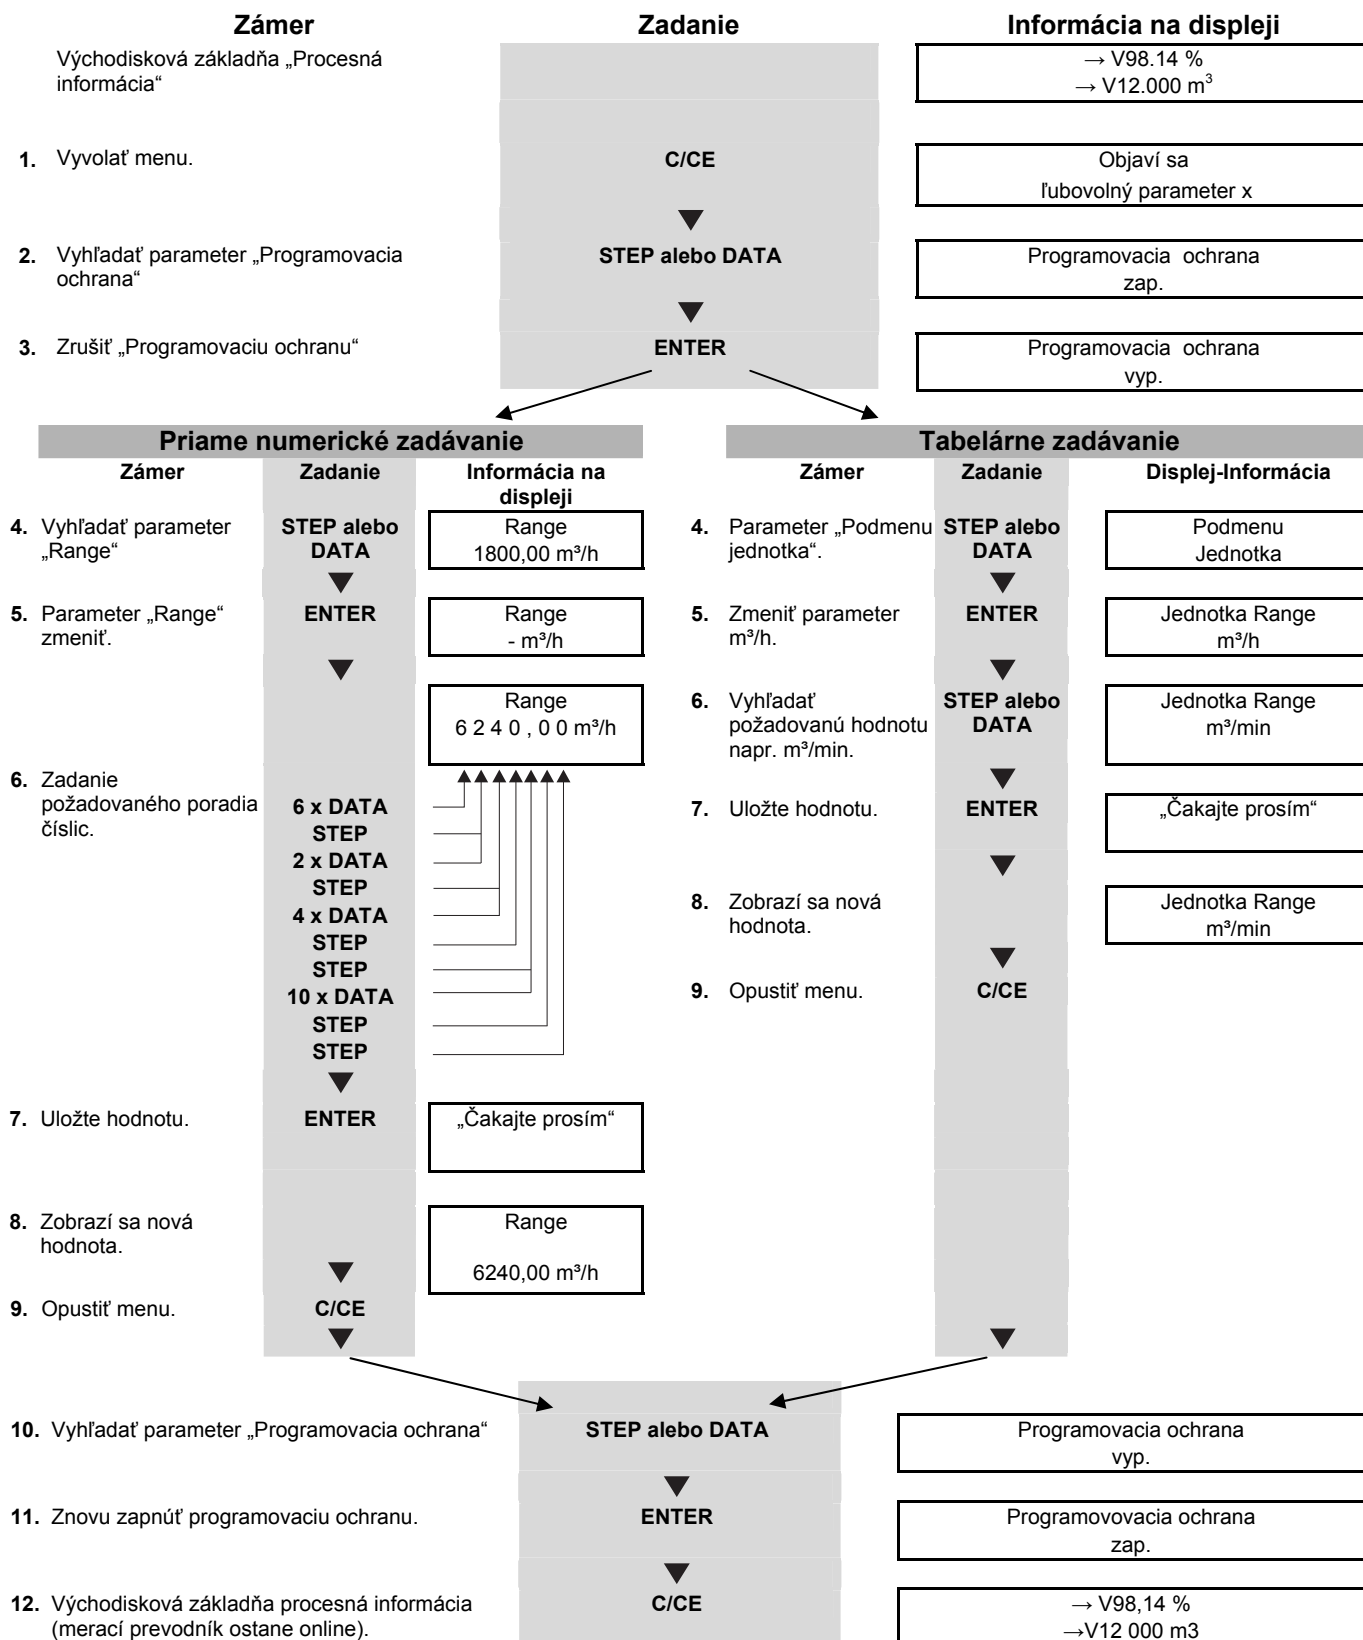 Zámer Zadanie Informácia na displeji
Východisková základňa „Procesná
informácia“
→ V98.14 %
→ V12.000 m³
1. Vyvolať menu. C/CE Objaví sa
ľubovolný parameter x
2. Vyhľadať parameter „Programovacia
ochrana“
STEP alebo DATA
Programovacia ochrana
zap.
3. Zrušiť „Programovaciu ochranu“ ENTER Programovacia ochrana
vyp.
Priame numerické zadávanie
Zámer Zadanie Informácia na
displeji
4. Vyhľadať parameter
„Range“
STEP alebo
DATA
Range
1800,00 m³/h
5. Parameter „Range“
zmeniť.
ENTER
Range
- m³/h
Range
6 2 4 0 , 0 0 m³/h
6. Zadanie
požadovaného poradia
číslic.
6 x DATA
STEP
2 x DATA
STEP
4 x DATA
STEP
STEP
10 x DATA
STEP
STEP
7. Uložte hodnotu. ENTER „Čakajte prosím“
8. Zobrazí sa nová
hodnota.
Range
6240,00 m³/h
9. Opustiť menu. C/CE
Tabelárne zadávanie
Zámer Zadanie Displej-Informácia
4. Parameter „Podmenu
jednotka“.
STEP alebo
DATA
Podmenu
Jednotka
5. Zmeniť parameter
m³/h.
ENTER
Jednotka Range
m³/h
6. Vyhľadať
požadovanú hodnotu
napr. m³/min.
STEP alebo
DATA
Jednotka Range
m³/min
7. Uložte hodnotu. ENTER „Čakajte prosím“
8. Zobrazí sa nová
hodnota.
Jednotka Range
m³/min
9. Opustiť menu. C/CE
10. Vyhľadať parameter „Programovacia ochrana“ STEP alebo DATA Programovacia ochrana
vyp.
11. Znovu zapnúť programovaciu ochranu. ENTER Programovovacia ochrana
zap.
12. Východisková základňa procesná informácia
(merací prevodník ostane online).
C/CE
→ V98,14 %
→V12 000 m3